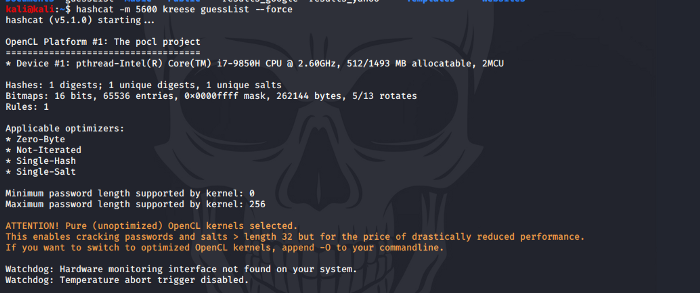 kali@kali:~$ hashcat -m 5600 kreese guessList --force
hashcat (v5.1.0) starting...
OpenCL Platform #1: The pocl project
====================================
* Device #1: pthread-Intel(R) Core(TM) i7-9850H CPU @ 2.60GHz, 512/1493 MB allocatable, 2MCU
Hashes: 1 digests; 1 unique digests, 1 unique salts
Bitmaps: 16 bits, 65536 entries, 0x0000ffff mask, 262144 bytes, 5/13 rotates
Rules: 1
Applicable optimizers:
* Zero-Byte
* Not-Iterated
* Single-Hash
* Single-Salt
Minimum password length supported by kernel: 0
Maximum password length supported by kernel: 256
ATTENTION! Pure (unoptimized) OpenCL kernels selected.
This enables cracking passwords and salts > length 32 but for the price of drastically reduced performance.
If you want to switch to optimized OpenCL kernels, append -O to your commandline.
Watchdog: Hardware monitoring interface not found on your system.
Watchdog: Temperature abort trigger disabled.